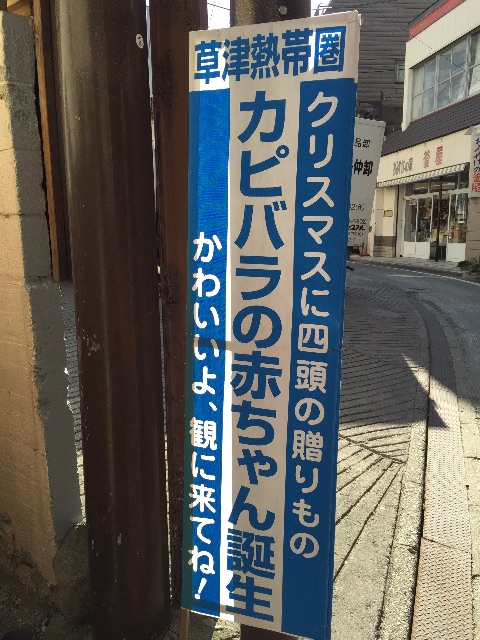 草津熱帯圏
クリスマスに四頭の贈りもの
カピバラの赤ちゃん誕生
かわいいよ、観に来てね!
仲卸